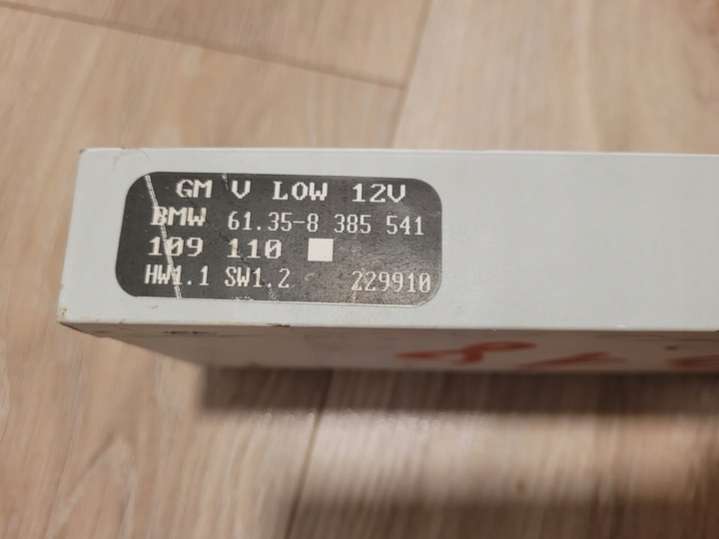 GM V LOW 12V
BMW 61.35-8 385 541
109 110
HW1.1 SW1.2 229910